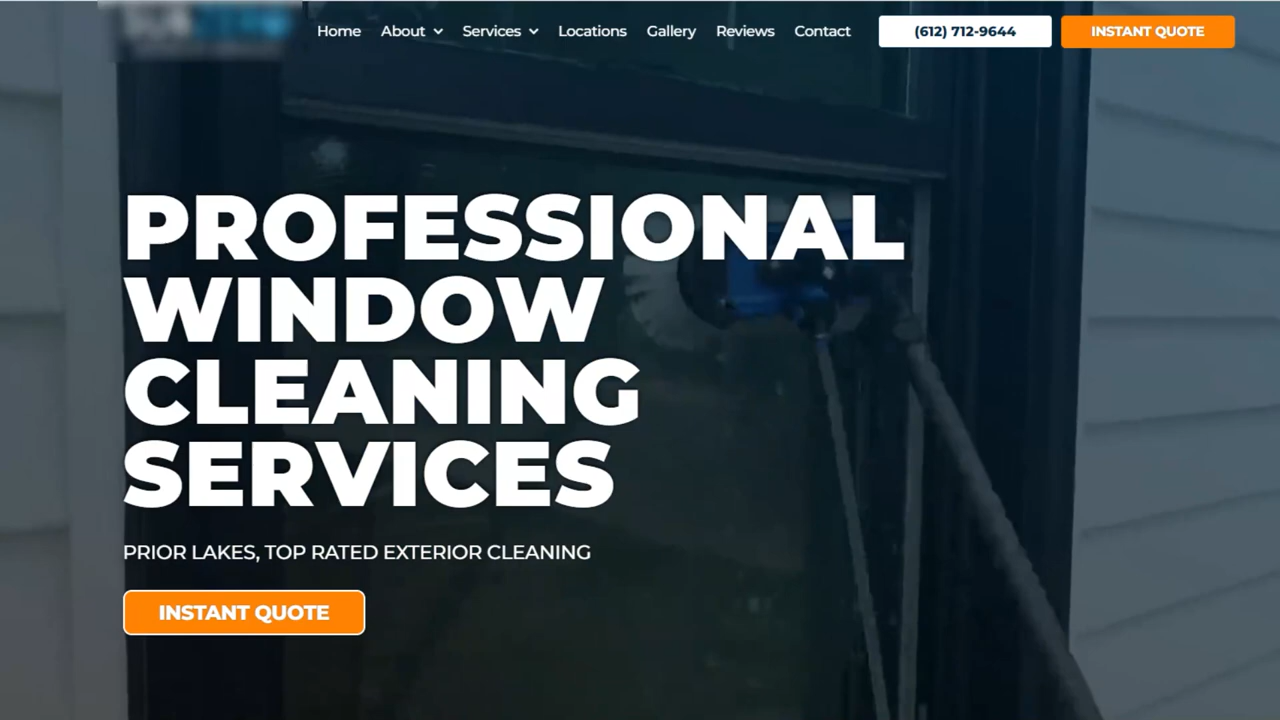 Home About Services Locations Gallery Reviews Contact (612) 712-9644 INSTANT QUOTE
PROFESSIONAL
WINDOW
CLEANING
SERVICES
PRIOR LAKES, TOP RATED EXTERIOR CLEANING
INSTANT QUOTE